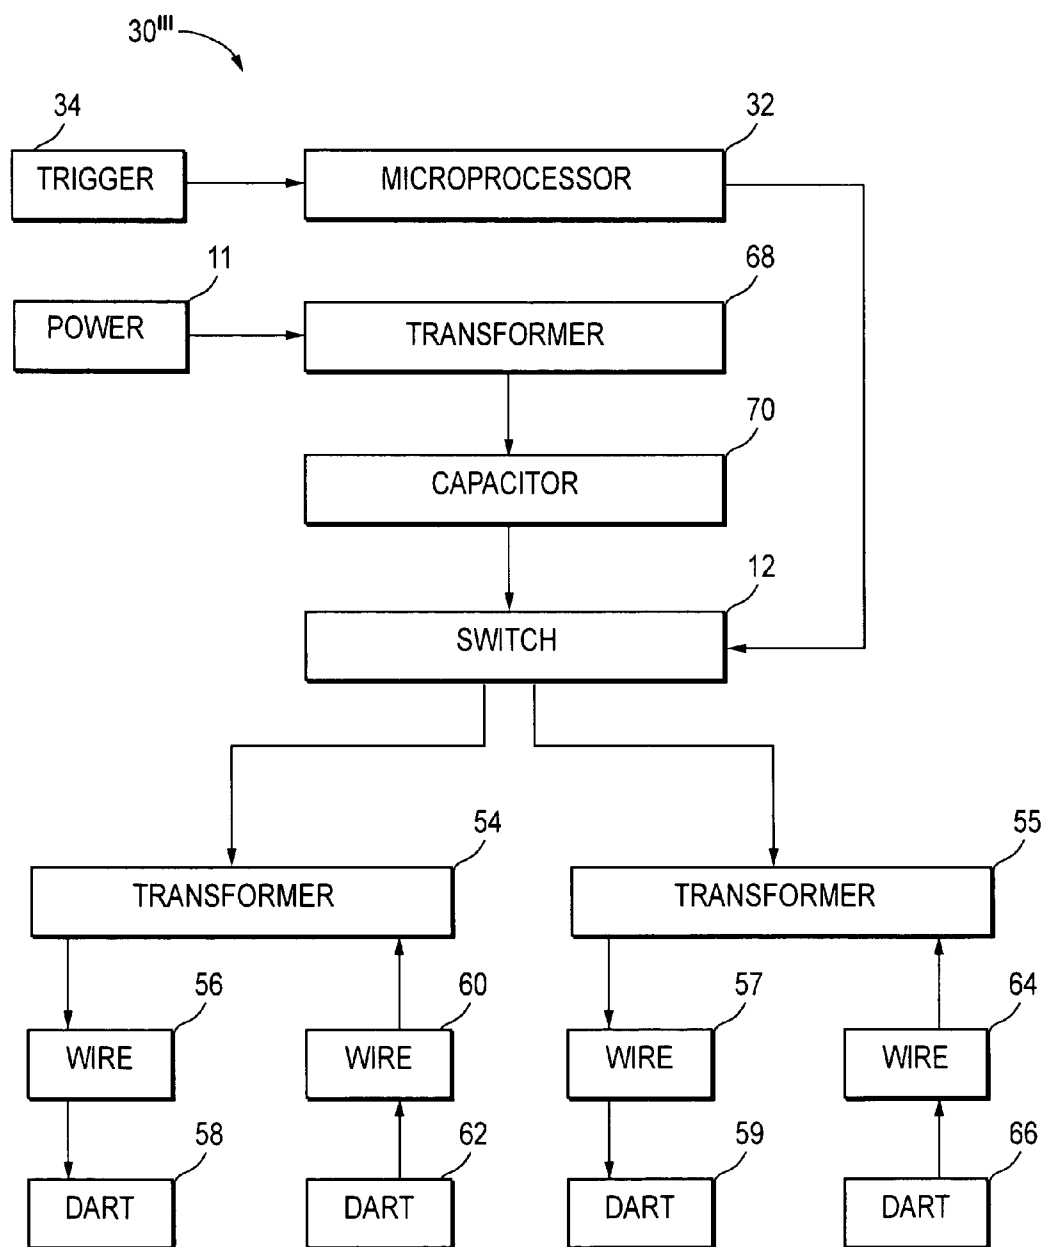 30'''
34
32
TRIGGER
MICROPROCESSOR
11
68
POWER
TRANSFORMER
70
CAPACITOR
12
SWITCH
54
55
TRANSFORMER
TRANSFORMER
56
60
57
64
WIRE
WIRE
WIRE
WIRE
58
62
59
66
DART
DART
DART
DART